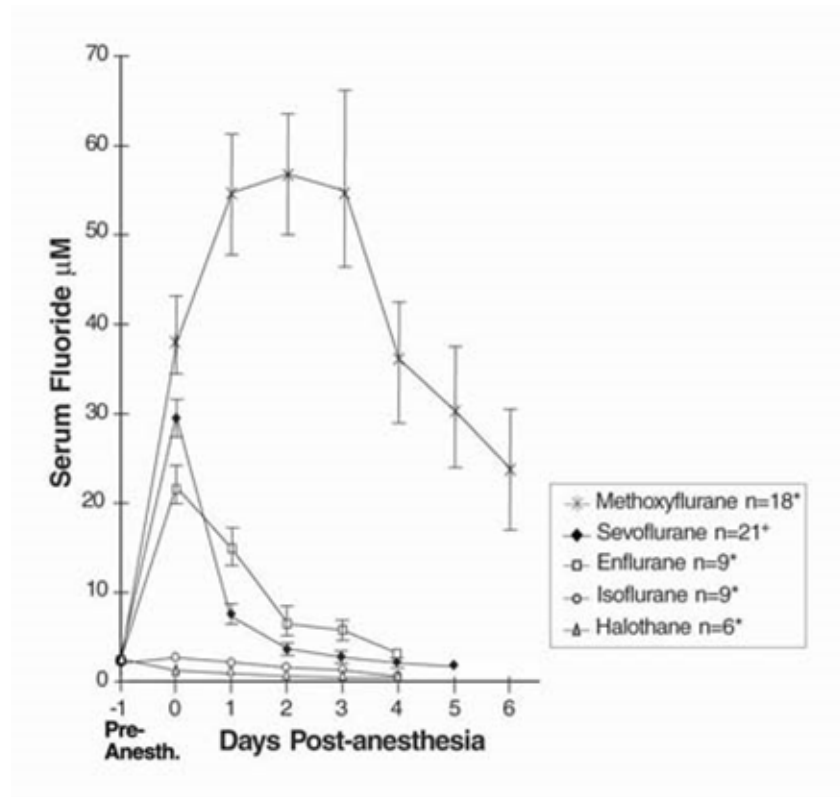 70
60
50
40
30
20
10
0
Serum Fluoride µM
-1 0 1 2 3 4 5 6
Pre-
Anesth.
Days Post-anesthesia
Methoxyflurane n=18*
Sevoflurane n=21+
Enflurane n=9*
Isoflurane n=9*
Halothane n=6*